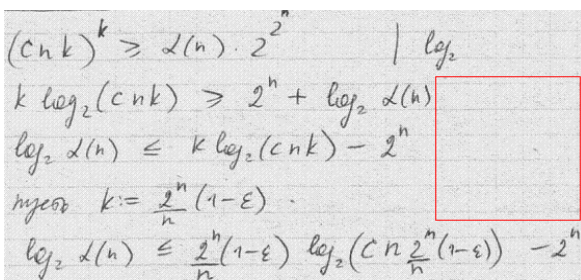 (cnk)^k ⩾ α(n) · 2^{2^n} | log₂
k log₂(cnk) ⩾ 2^n + log₂ α(n)
log₂ α(n) ≤ k log₂(cnk) − 2^n
пусть k := 2^n/n (1−ε).
log₂ α(n) ≤ 2^n/n (1−ε) log₂(cn 2^n/n (1−ε)) − 2^n